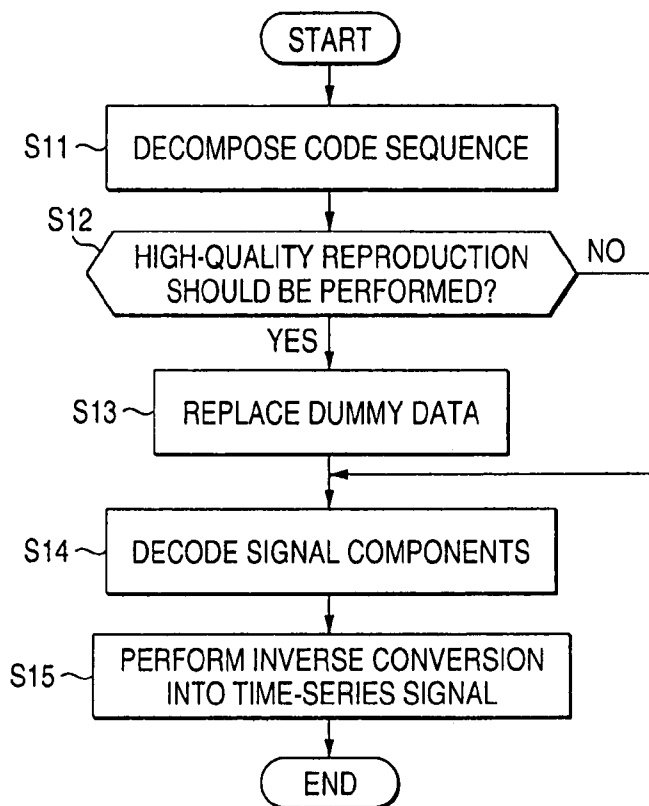 START
S11
DECOMPOSE CODE SEQUENCE
S12
HIGH-QUALITY REPRODUCTION
SHOULD BE PERFORMED?
NO
YES
S13
REPLACE DUMMY DATA
S14
DECODE SIGNAL COMPONENTS
S15
PERFORM INVERSE CONVERSION
INTO TIME-SERIES SIGNAL
END